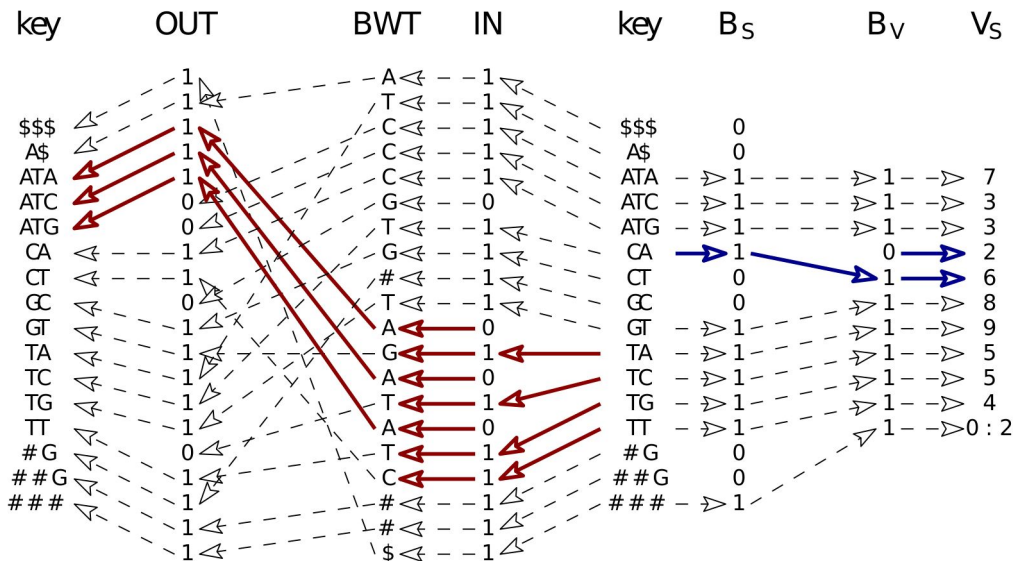 key OUT BWT IN key B_S B_V V_S
1 A 1
1 T 1
$$$ 1 C 1 $$$ 0
A$ 1 C 1 A$ 0
ATA 1 C 1 ATA 1 1 7
ATC 0 G 0 ATC 1 1 3
ATG 0 T 1 ATG 1 1 3
CA 1 G 1 CA 1 0 2
CT 1 # 1 CT 0 1 6
GC 0 T 1 GC 0 1 8
GT 1 A 0 GT 1 1 9
TA 1 G 1 TA 1 1 5
TC 1 A 0 TC 1 1 5
TG 1 T 1 TG 1 1 4
TT 1 A 0 TT 1 1 0 : 2
#G 0 T 1 #G 0
##G 1 C 1 ##G 0
### 1 # 1 ### 1
1 # 1
1 $ 1